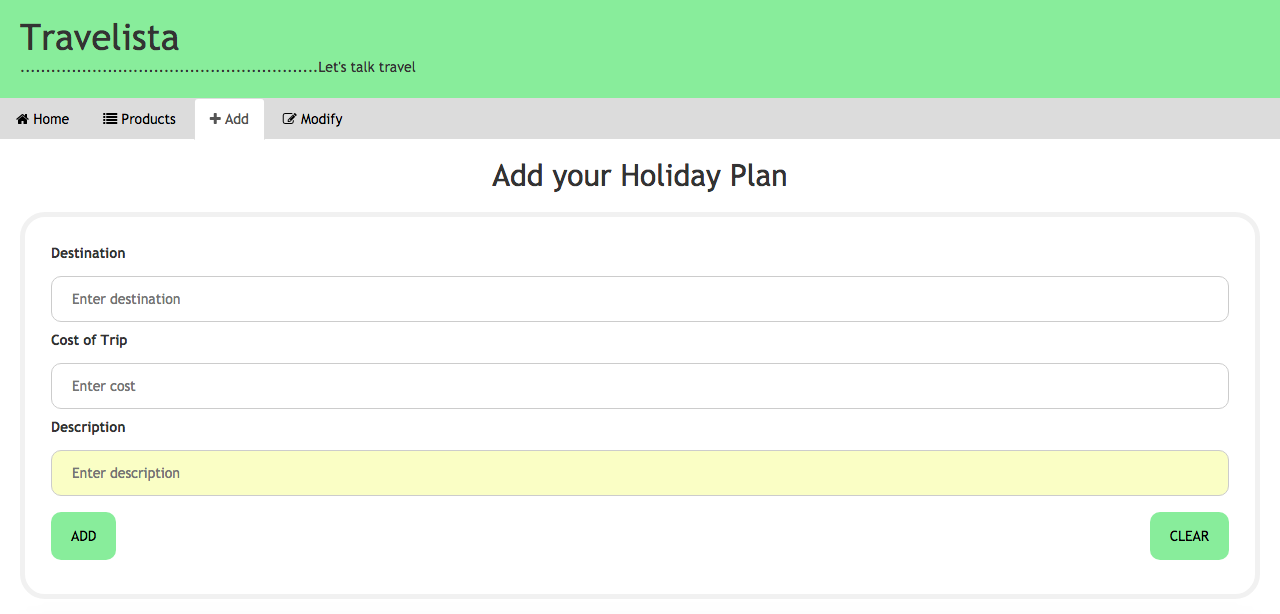 Travelista
..........................................................Let's talk travel
Home Products Add Modify
Add your Holiday Plan
Destination
Enter destination
Cost of Trip
Enter cost
Description
Enter description
ADD CLEAR